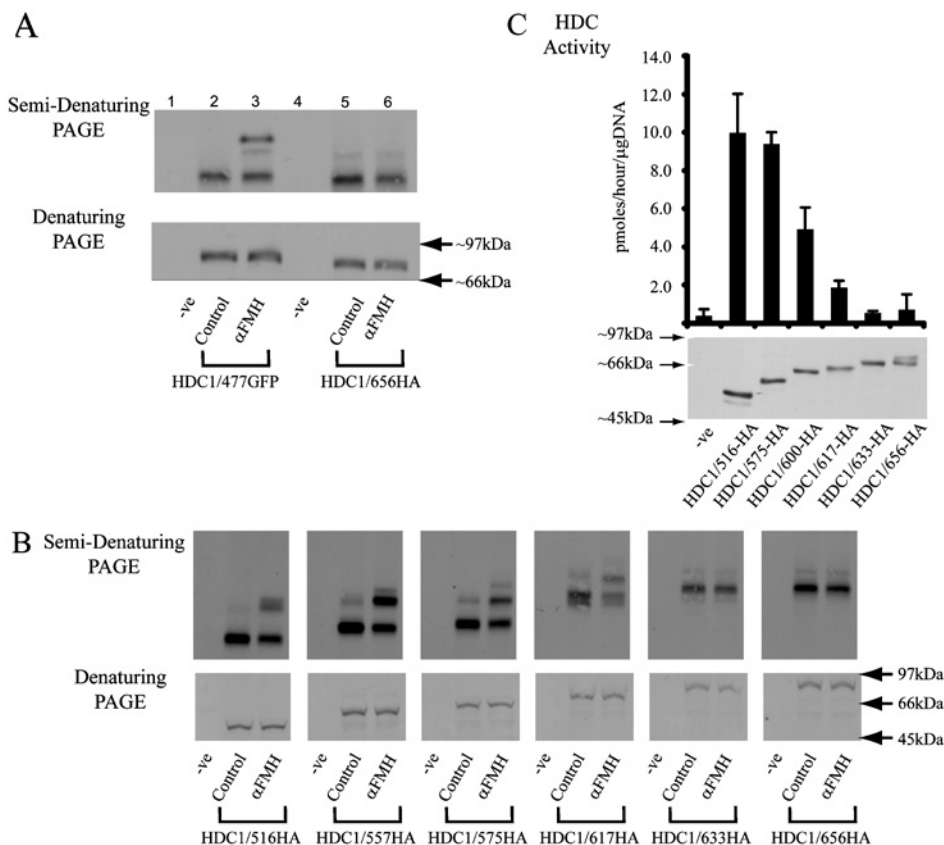 A
Semi-Denaturing
PAGE
1 2 3 4 5 6
Denaturing
PAGE
~97kDa
~66kDa
-ve
Control
αFMH
Control
αFMH
HDC1/477GFP
HDC1/656HA
C
HDC
Activity
pmoles/hour/µgDNA
14.0
12.0
10.0
8.0
6.0
4.0
2.0
~97kDa
~66kDa
~45kDa
-ve
HDC1/516-HA
HDC1/575-HA
HDC1/600-HA
HDC1/617-HA
HDC1/633-HA
HDC1/656-HA
B
Semi-Denaturing
PAGE
Denaturing
PAGE
97kDa
66kDa
45kDa
-ve
Control
αFMH
-ve
Control
αFMH
-ve
Control
αFMH
-ve
Control
αFMH
-ve
Control
αFMH
-ve
Control
αFMH
HDC1/516HA
HDC1/557HA
HDC1/575HA
HDC1/617HA
HDC1/633HA
HDC1/656HA